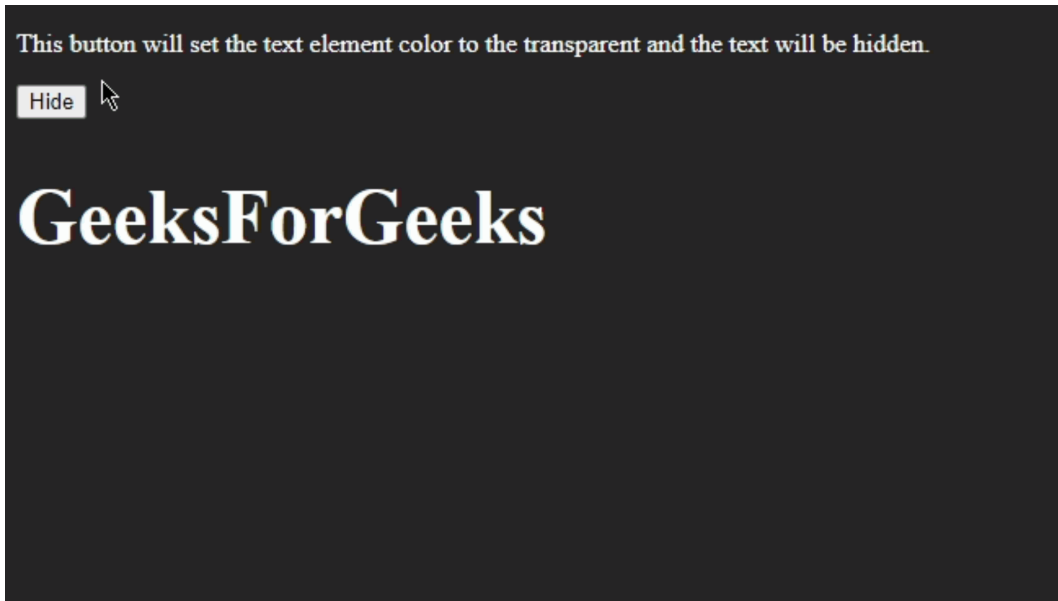 This button will set the text element color to the transparent and the text will be hidden.
Hide
GeeksForGeeks